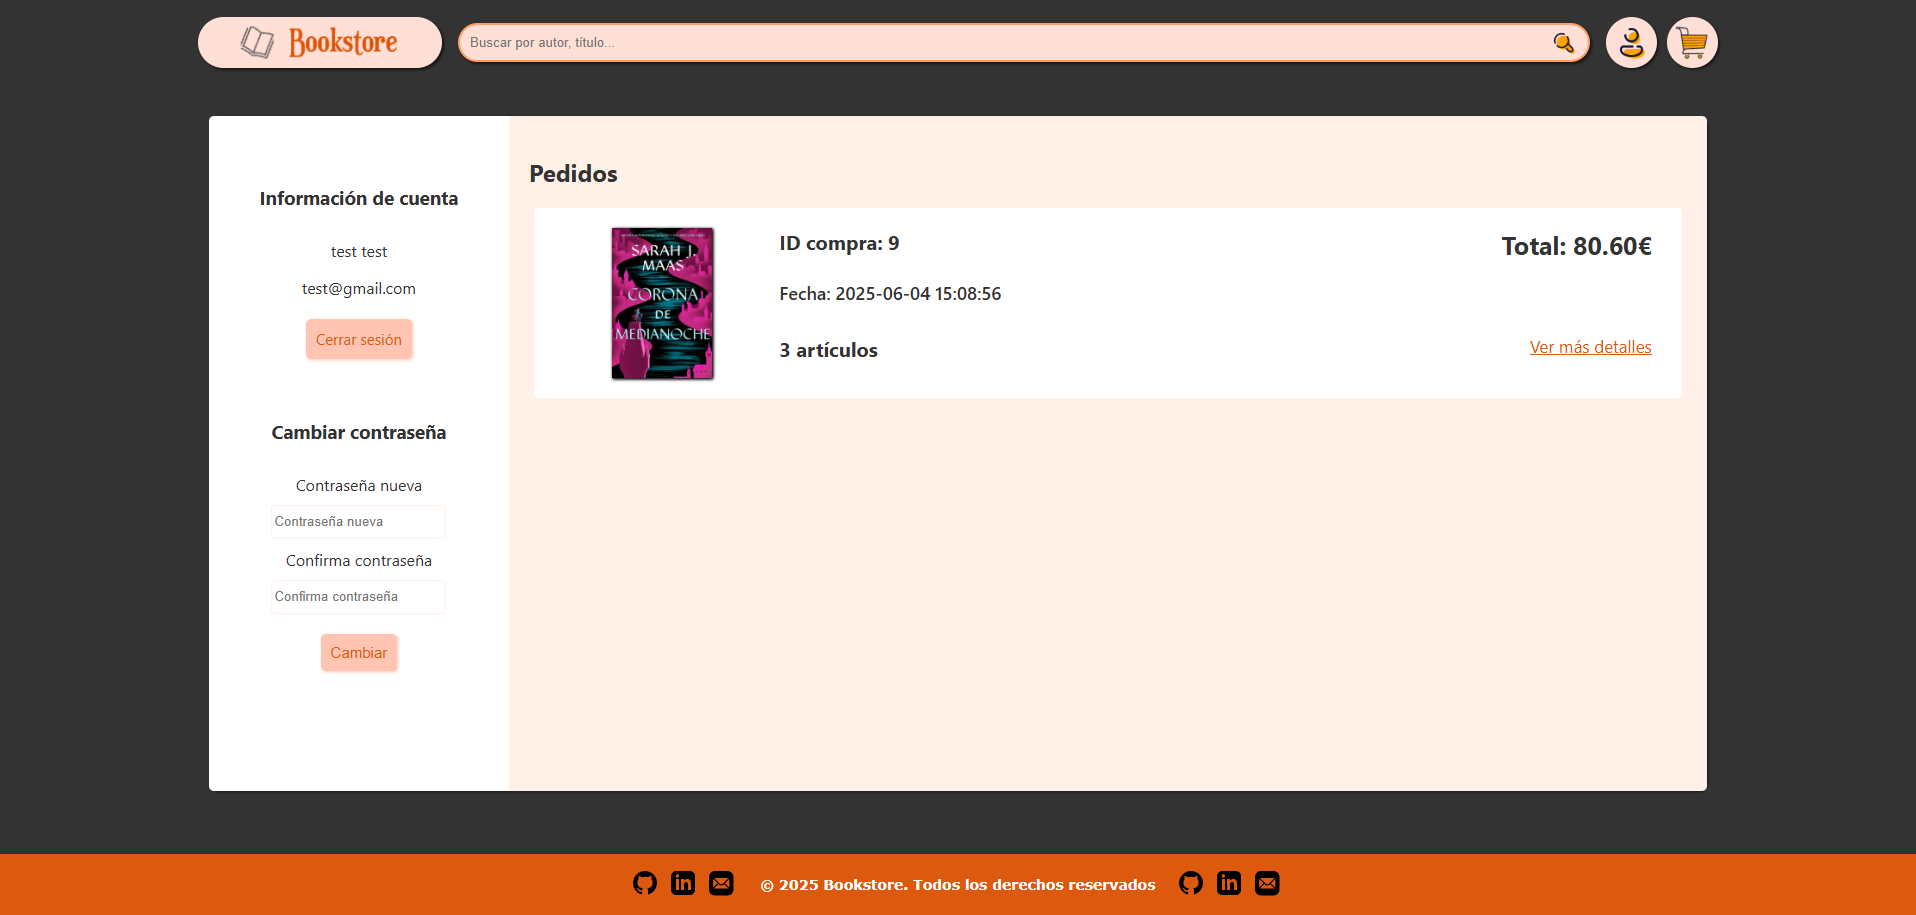 Bookstore
Buscar por autor, título...
Información de cuenta
test test
test@gmail.com
Cerrar sesión
Cambiar contraseña
Contraseña nueva
Contraseña nueva
Confirma contraseña
Confirma contraseña
Cambiar
Pedidos
SARAH J.
MAAS
CORONA
DE
MEDIANOCHE
ID compra: 9
Fecha: 2025-06-04 15:08:56
3 artículos
Total: 80.60€
Ver más detalles
© 2025 Bookstore. Todos los derechos reservados